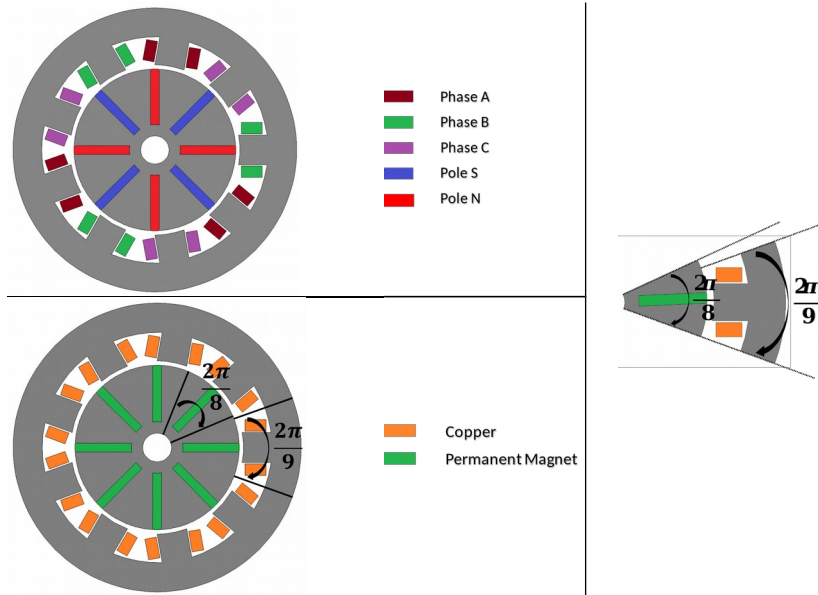 Phase A
Phase B
Phase C
Pole S
Pole N
2π
8
2π
9
Copper
Permanent Magnet
2π
8
2π
9